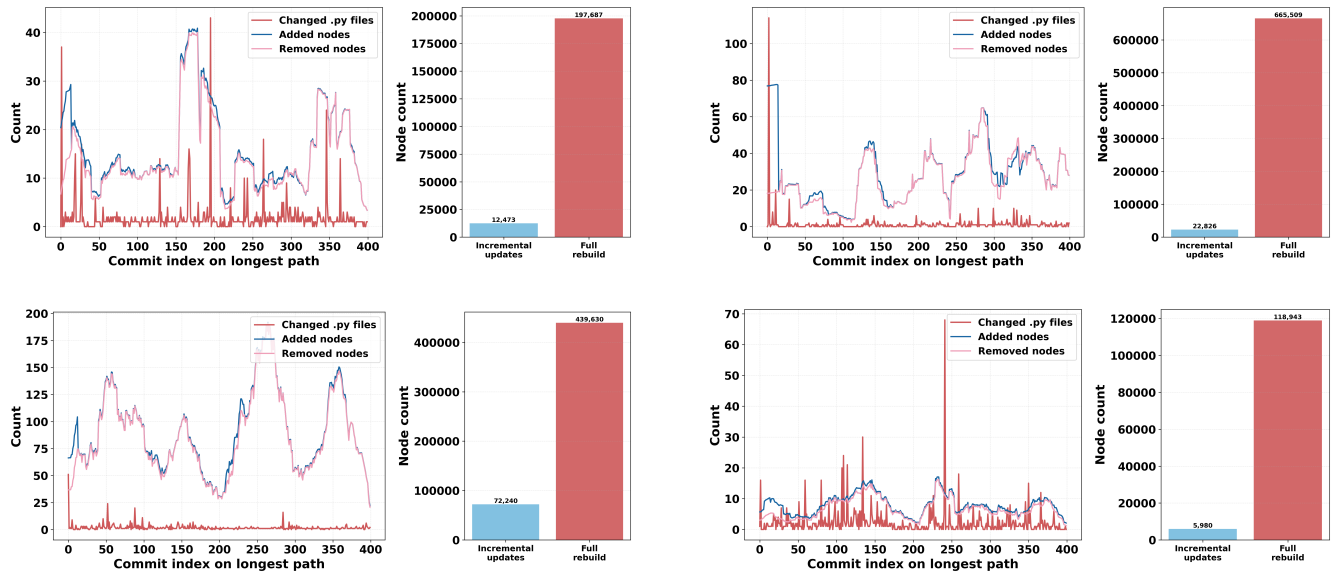 Count
40
30
20
10
0
Changed .py files
Added nodes
Removed nodes
0 50 100 150 200 250 300 350 400
Commit index on longest path
Node count
200000
175000
150000
125000
100000
75000
50000
25000
0
197,687
12,473
Incremental
updates
Full
rebuild
Count
100
80
60
40
20
0
Changed .py files
Added nodes
Removed nodes
0 50 100 150 200 250 300 350 400
Commit index on longest path
Node count
600000
500000
400000
300000
200000
100000
0
665,509
22,826
Incremental
updates
Full
rebuild
Count
200
175
150
125
100
75
50
25
0
Changed .py files
Added nodes
Removed nodes
0 50 100 150 200 250 300 350 400
Commit index on longest path
Node count
400000
300000
200000
100000
0
439,630
72,240
Incremental
updates
Full
rebuild
Count
70
60
50
40
30
20
10
0
Changed .py files
Added nodes
Removed nodes
0 50 100 150 200 250 300 350 400
Commit index on longest path
Node count
120000
100000
80000
60000
40000
20000
0
118,943
5,980
Incremental
updates
Full
rebuild